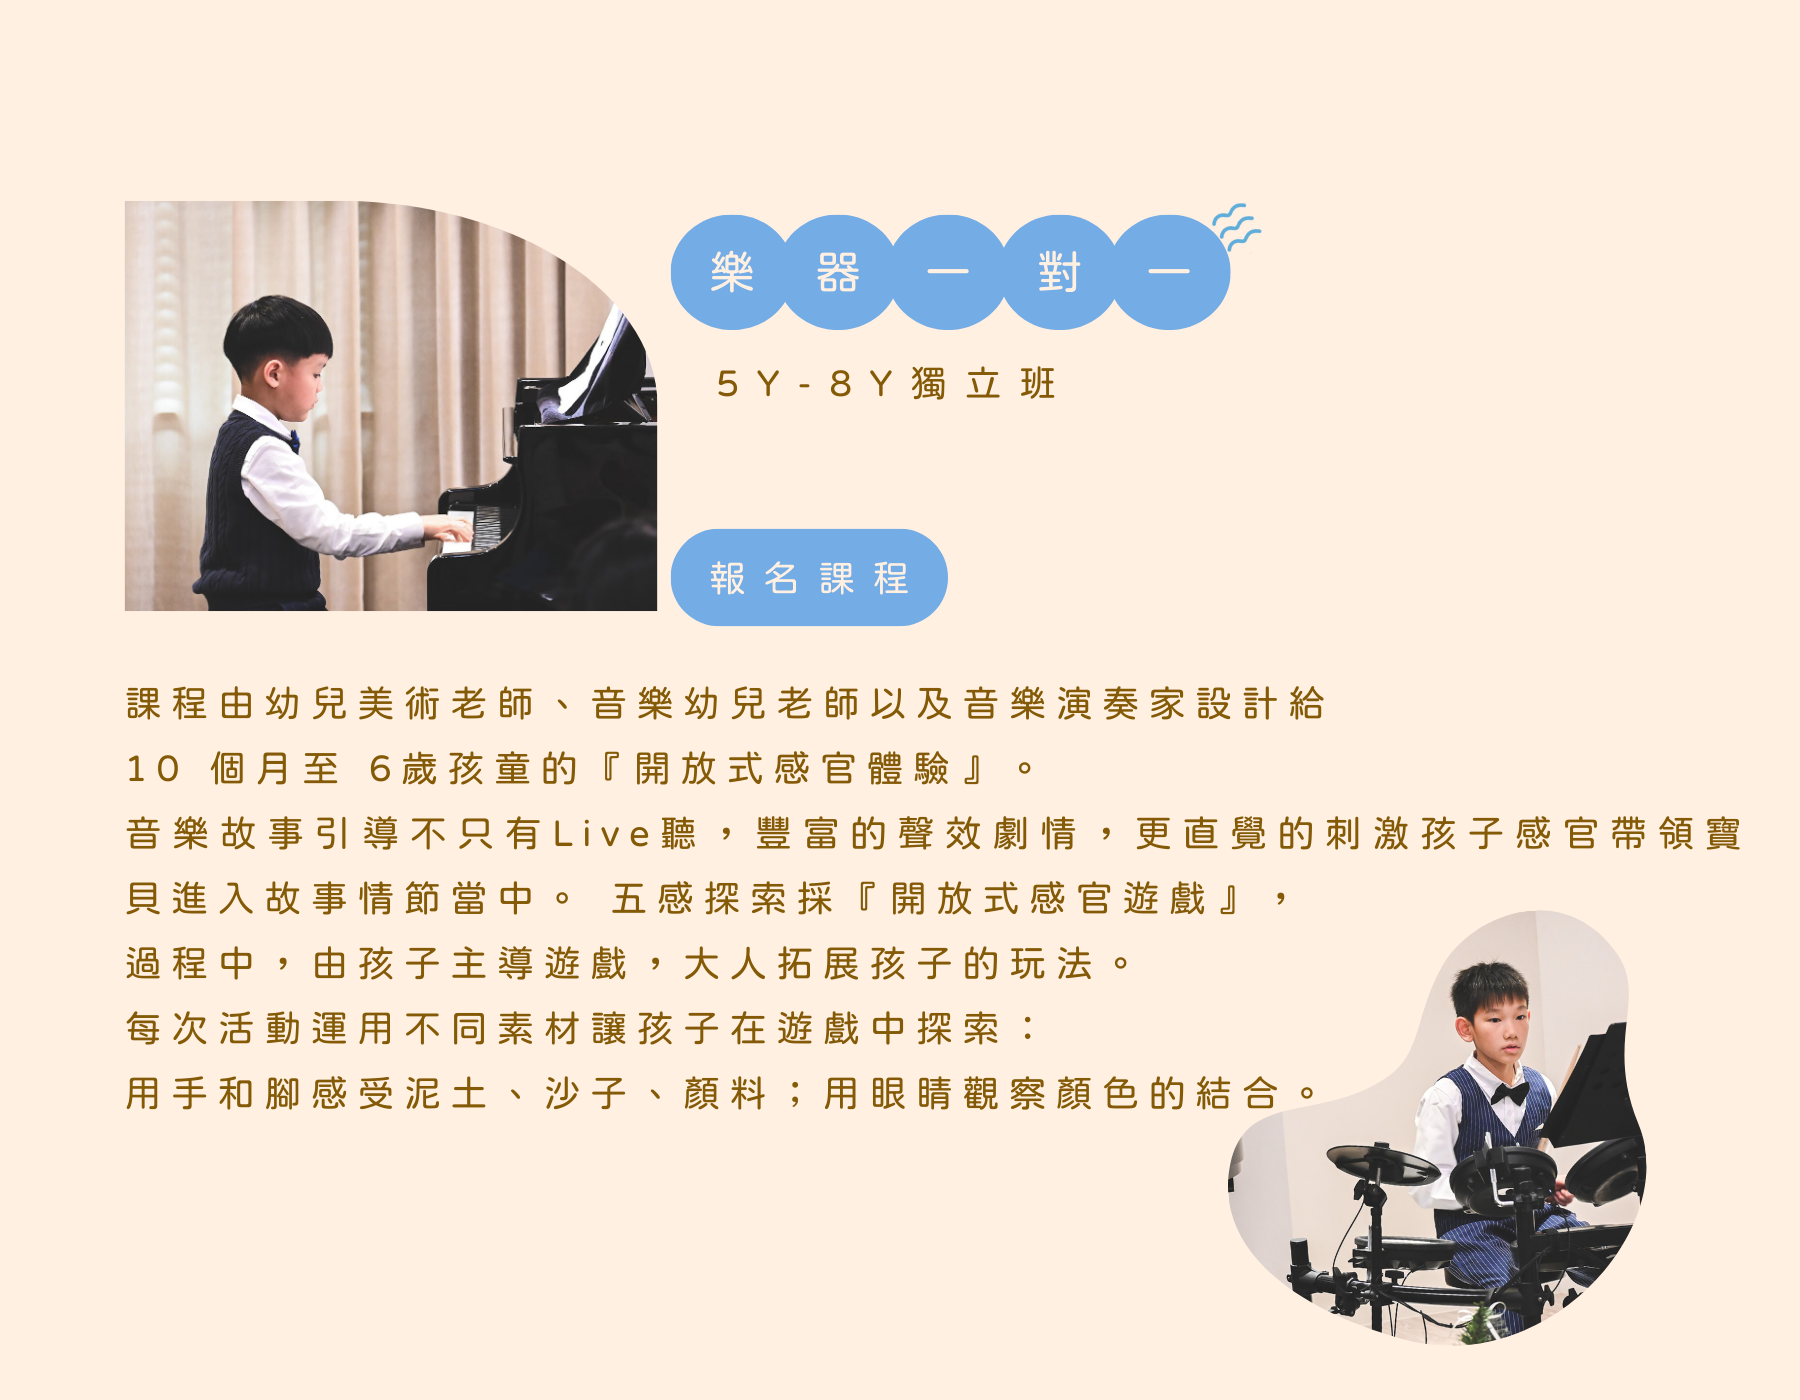 樂器一對一
5Y-8Y獨立班
報名課程
課程由幼兒美術老師、音樂幼兒老師以及音樂演奏家設計給
10 個月至 6歲孩童的『開放式感官體驗』。
音樂故事引導不只有Live聽，豐富的聲效劇情，更直覺的刺激孩子感官帶領寶
貝進入故事情節當中。 五感探索採『開放式感官遊戲』，
過程中，由孩子主導遊戲，大人拓展孩子的玩法。
每次活動運用不同素材讓孩子在遊戲中探索：
用手和腳感受泥土、沙子、顏料；用眼睛觀察顏色的結合。